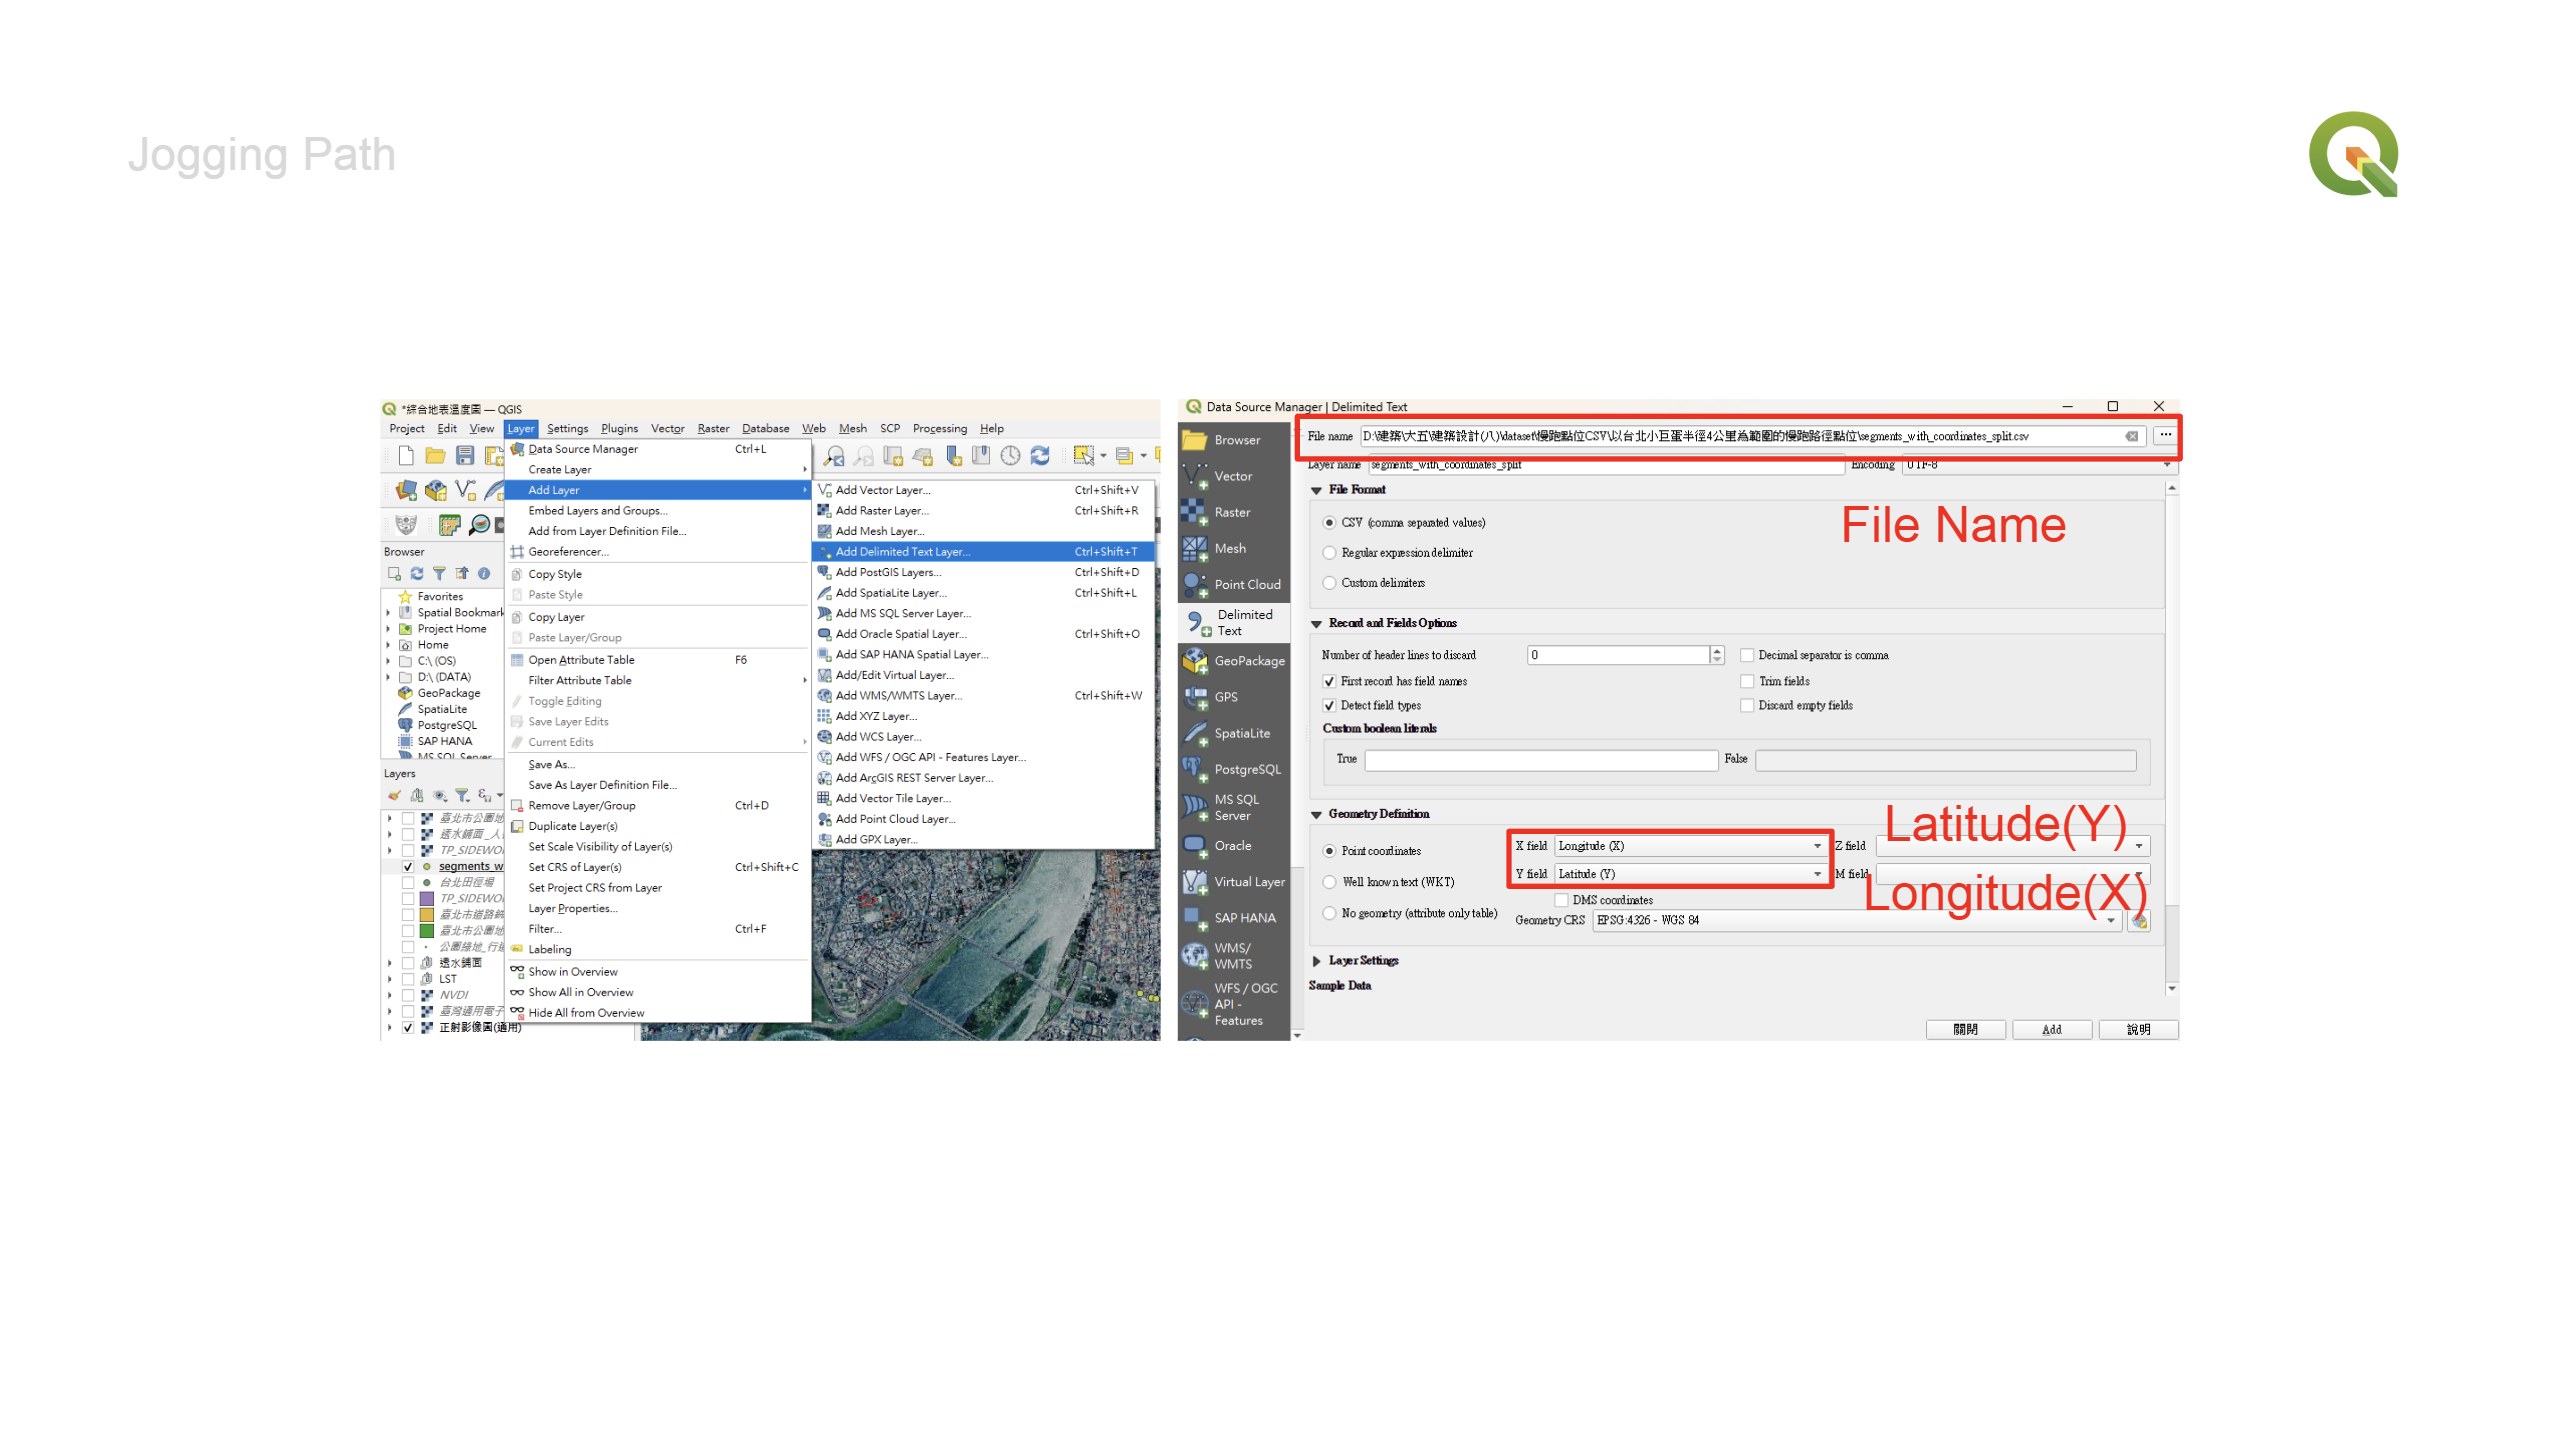 Jogging Path
*綜合地表溫度圖 — QGIS
Project Edit View Layer Settings Plugins Vector Raster Database Web Mesh SCP Processing Help
Data Source Manager Ctrl+L
Create Layer
Add Layer
Embed Layers and Groups...
Add from Layer Definition File...
Georeferencer...
Copy Style
Paste Style
Copy Layer
Paste Layer/Group
Open Attribute Table F6
Filter Attribute Table
Toggle Editing
Save Layer Edits
Current Edits
Save As...
Save As Layer Definition File...
Remove Layer/Group Ctrl+D
Duplicate Layer(s)
Set Scale Visibility of Layer(s)
Set CRS of Layer(s) Ctrl+Shift+C
Set Project CRS from Layer
Layer Properties...
Filter... Ctrl+F
Labeling
Show in Overview
Show All in Overview
Hide All from Overview
Add Vector Layer... Ctrl+Shift+V
Add Raster Layer... Ctrl+Shift+R
Add Mesh Layer...
Add Delimited Text Layer... Ctrl+Shift+T
Add PostGIS Layers... Ctrl+Shift+D
Add SpatiaLite Layer... Ctrl+Shift+L
Add MS SQL Server Layer...
Add Oracle Spatial Layer... Ctrl+Shift+O
Add SAP HANA Spatial Layer...
Add/Edit Virtual Layer...
Add WMS/WMTS Layer... Ctrl+Shift+W
Add XYZ Layer...
Add WCS Layer...
Add WFS / OGC API - Features Layer...
Add ArcGIS REST Server Layer...
Add Vector Tile Layer...
Add Point Cloud Layer...
Add GPX Layer...
Browser
Favorites
Spatial Bookmark
Project Home
Home
C:\ (OS)
D:\ (DATA)
GeoPackage
SpatiaLite
PostgreSQL
SAP HANA
MS SQL Server
Layers
臺北市公園地
透水鋪面_人
TP_SIDEWO
segments_w
台北田徑場
TP_SIDEWO
臺北市道路
臺北市公園地
公園綠地_行
透水鋪面
LST
NVDI
臺灣通用電子
正射影像圖(通用)
Data Source Manager | Delimited Text
Browser
Vector
Raster
Mesh
Point Cloud
Delimited
Text
GeoPackage
GPS
SpatiaLite
PostgreSQL
MS SQL
Server
Oracle
Virtual Layer
SAP HANA
WMS/
WMTS
WFS / OGC
API -
Features
File name D:\建築\大五\建築設計(八)\dataset\慢跑點位CSV\以台北小巨蛋半徑4公里為範圍的慢跑路徑點位\segments_with_coordinates_split.csv ...
Layer name segments_with_coordinates_split Encoding UTF-8
File Format
CSV (comma separated values)
File Name
Regular expression delimiter
Custom delimiters
Record and Fields Options
Number of header lines to discard 0 Decimal separator is comma
First record has field names Trim fields
Detect field types Discard empty fields
Custom boolean literals
True False
Geometry Definition
Latitude(Y)
Point coordinates X field Longitude (X) Z field
Well known text (WKT) Y field Latitude (Y) M field
Longitude(X)
DMS coordinates
No geometry (attribute only table) Geometry CRS EPSG:4326 - WGS 84
Layer Settings
Sample Data
關閉 Add 說明